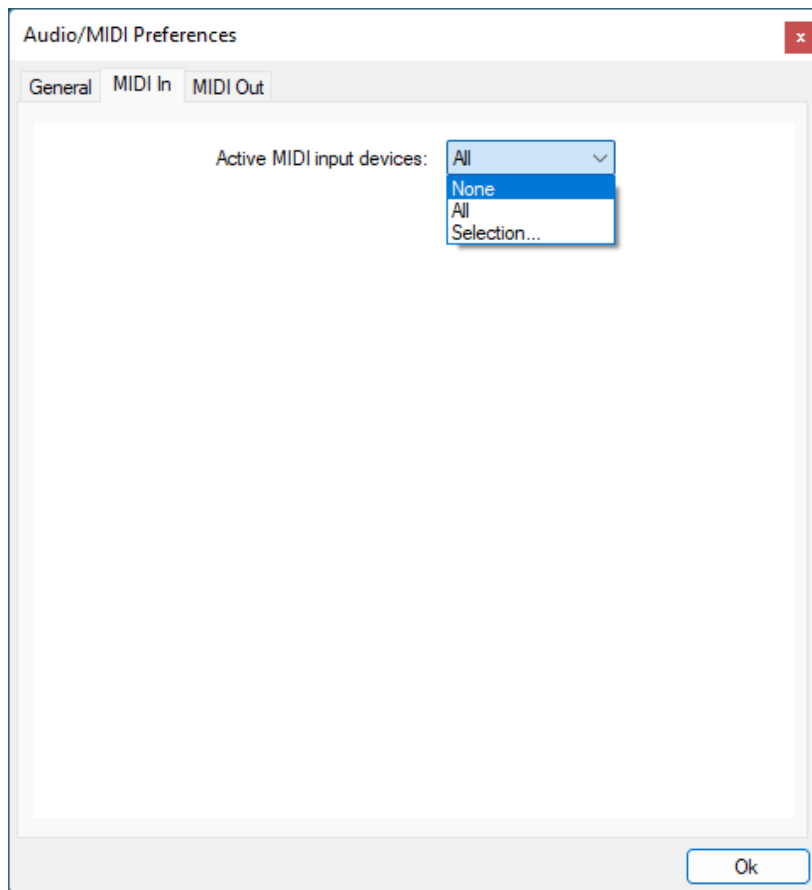 Audio/MIDI Preferences
x
General MIDI In MIDI Out
Active MIDI input devices: All
None
All
Selection...
Ok